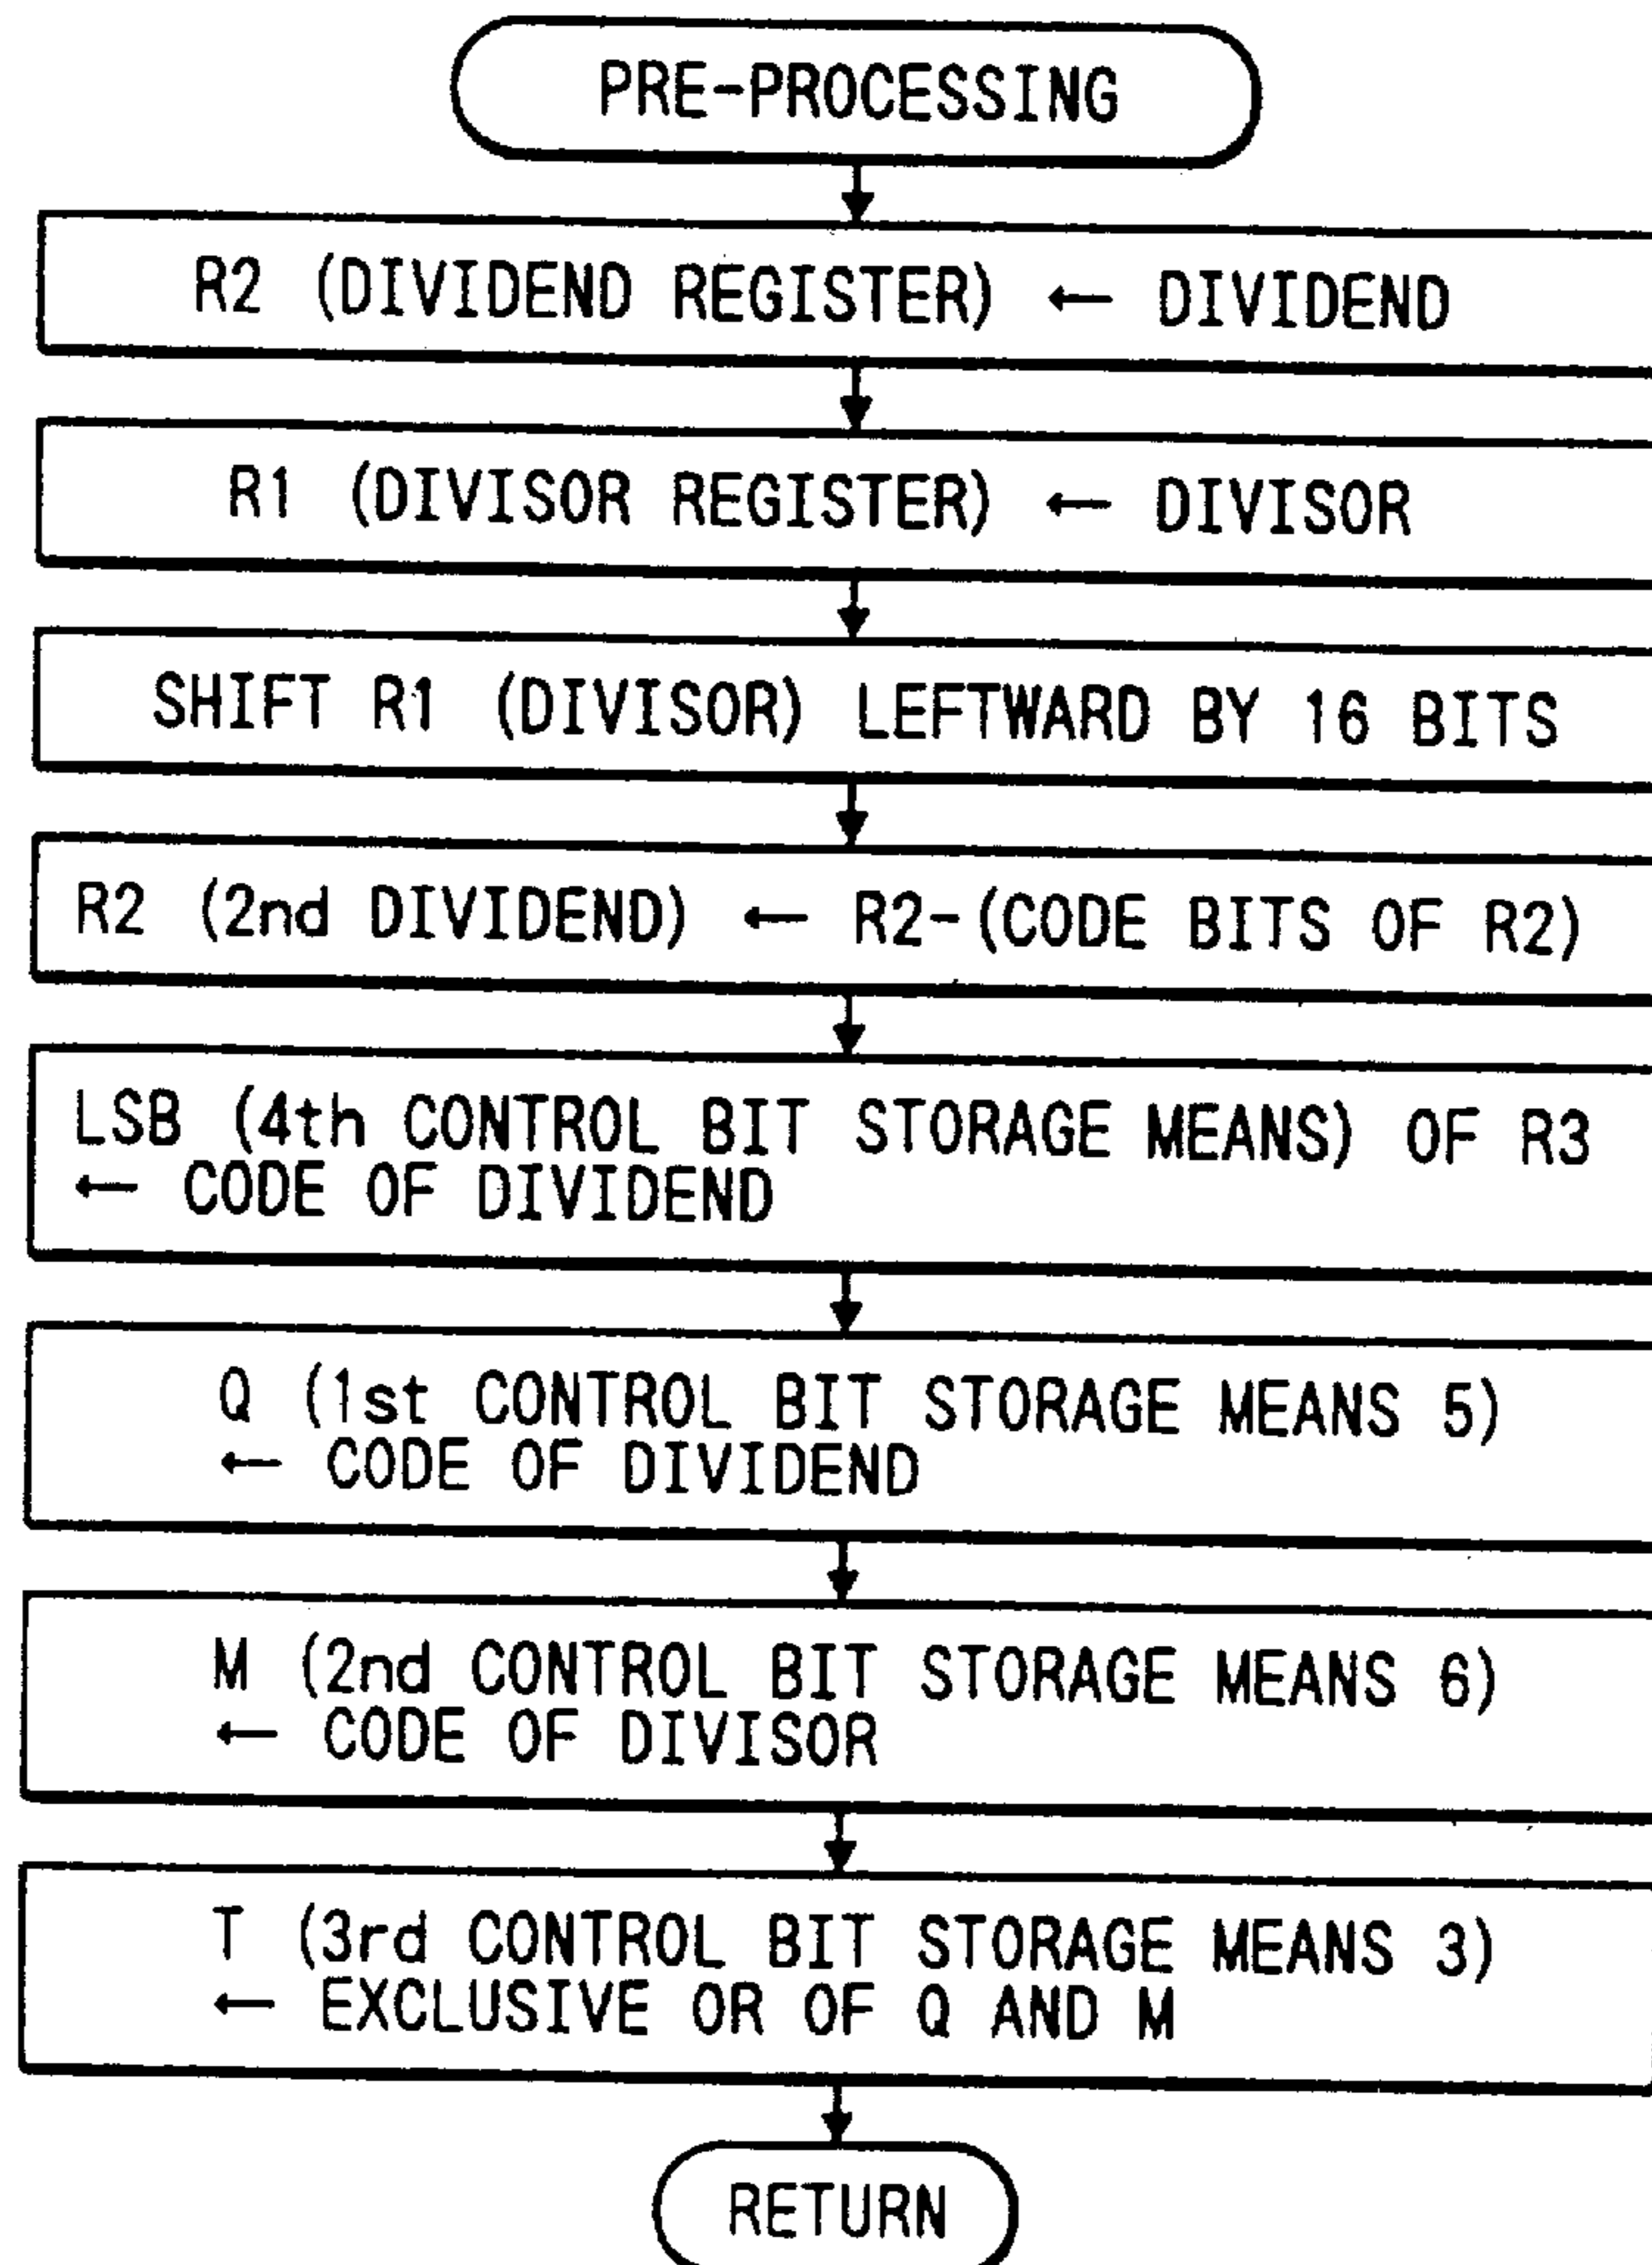 PRE-PROCESSING
R2 (DIVIDEND REGISTER) ← DIVIDEND
R1 (DIVISOR REGISTER) ← DIVISOR
SHIFT R1 (DIVISOR) LEFTWARD BY 16 BITS
R2 (2nd DIVIDEND) ← R2-(CODE BITS OF R2)
LSB (4th CONTROL BIT STORAGE MEANS) OF R3
← CODE OF DIVIDEND
Q (1st CONTROL BIT STORAGE MEANS 5)
← CODE OF DIVIDEND
M (2nd CONTROL BIT STORAGE MEANS 6)
← CODE OF DIVISOR
T (3rd CONTROL BIT STORAGE MEANS 3)
← EXCLUSIVE OR OF Q AND M
RETURN